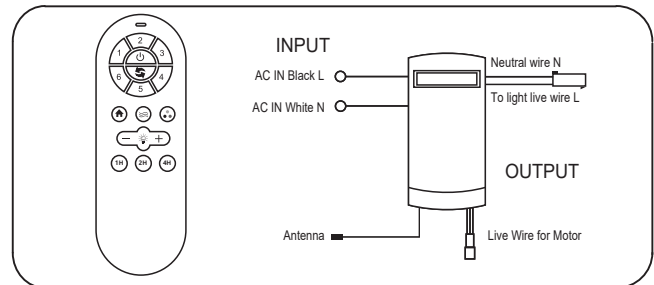 2
1
3
6
4
5
1H
2H
4H
INPUT
AC IN Black L
AC IN White N
Antenna
Neutral wire N
To light live wire L
OUTPUT
Live Wire for Motor